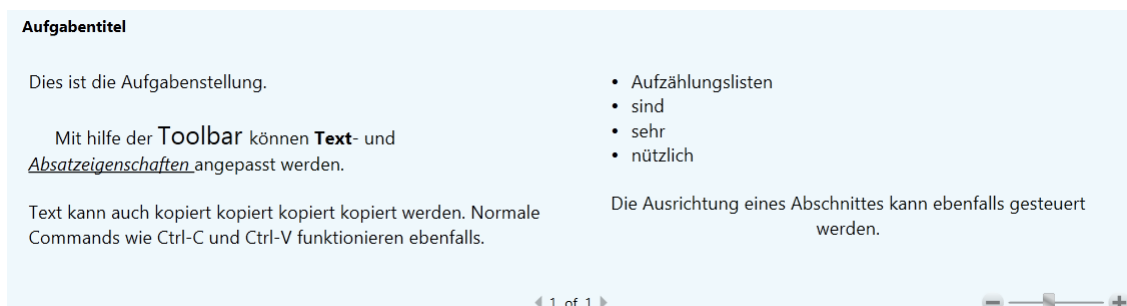 Aufgabentitel
Dies ist die Aufgabenstellung.
Mit hilfe der Toolbar können Text- und
Absatzeigenschaften angepasst werden.
Text kann auch kopiert kopiert kopiert kopiert werden. Normale
Commands wie Ctrl-C und Ctrl-V funktionieren ebenfalls.
• Aufzählungslisten
• sind
• sehr
• nützlich
Die Ausrichtung eines Abschnittes kann ebenfalls gesteuert
werden.
1 of 1